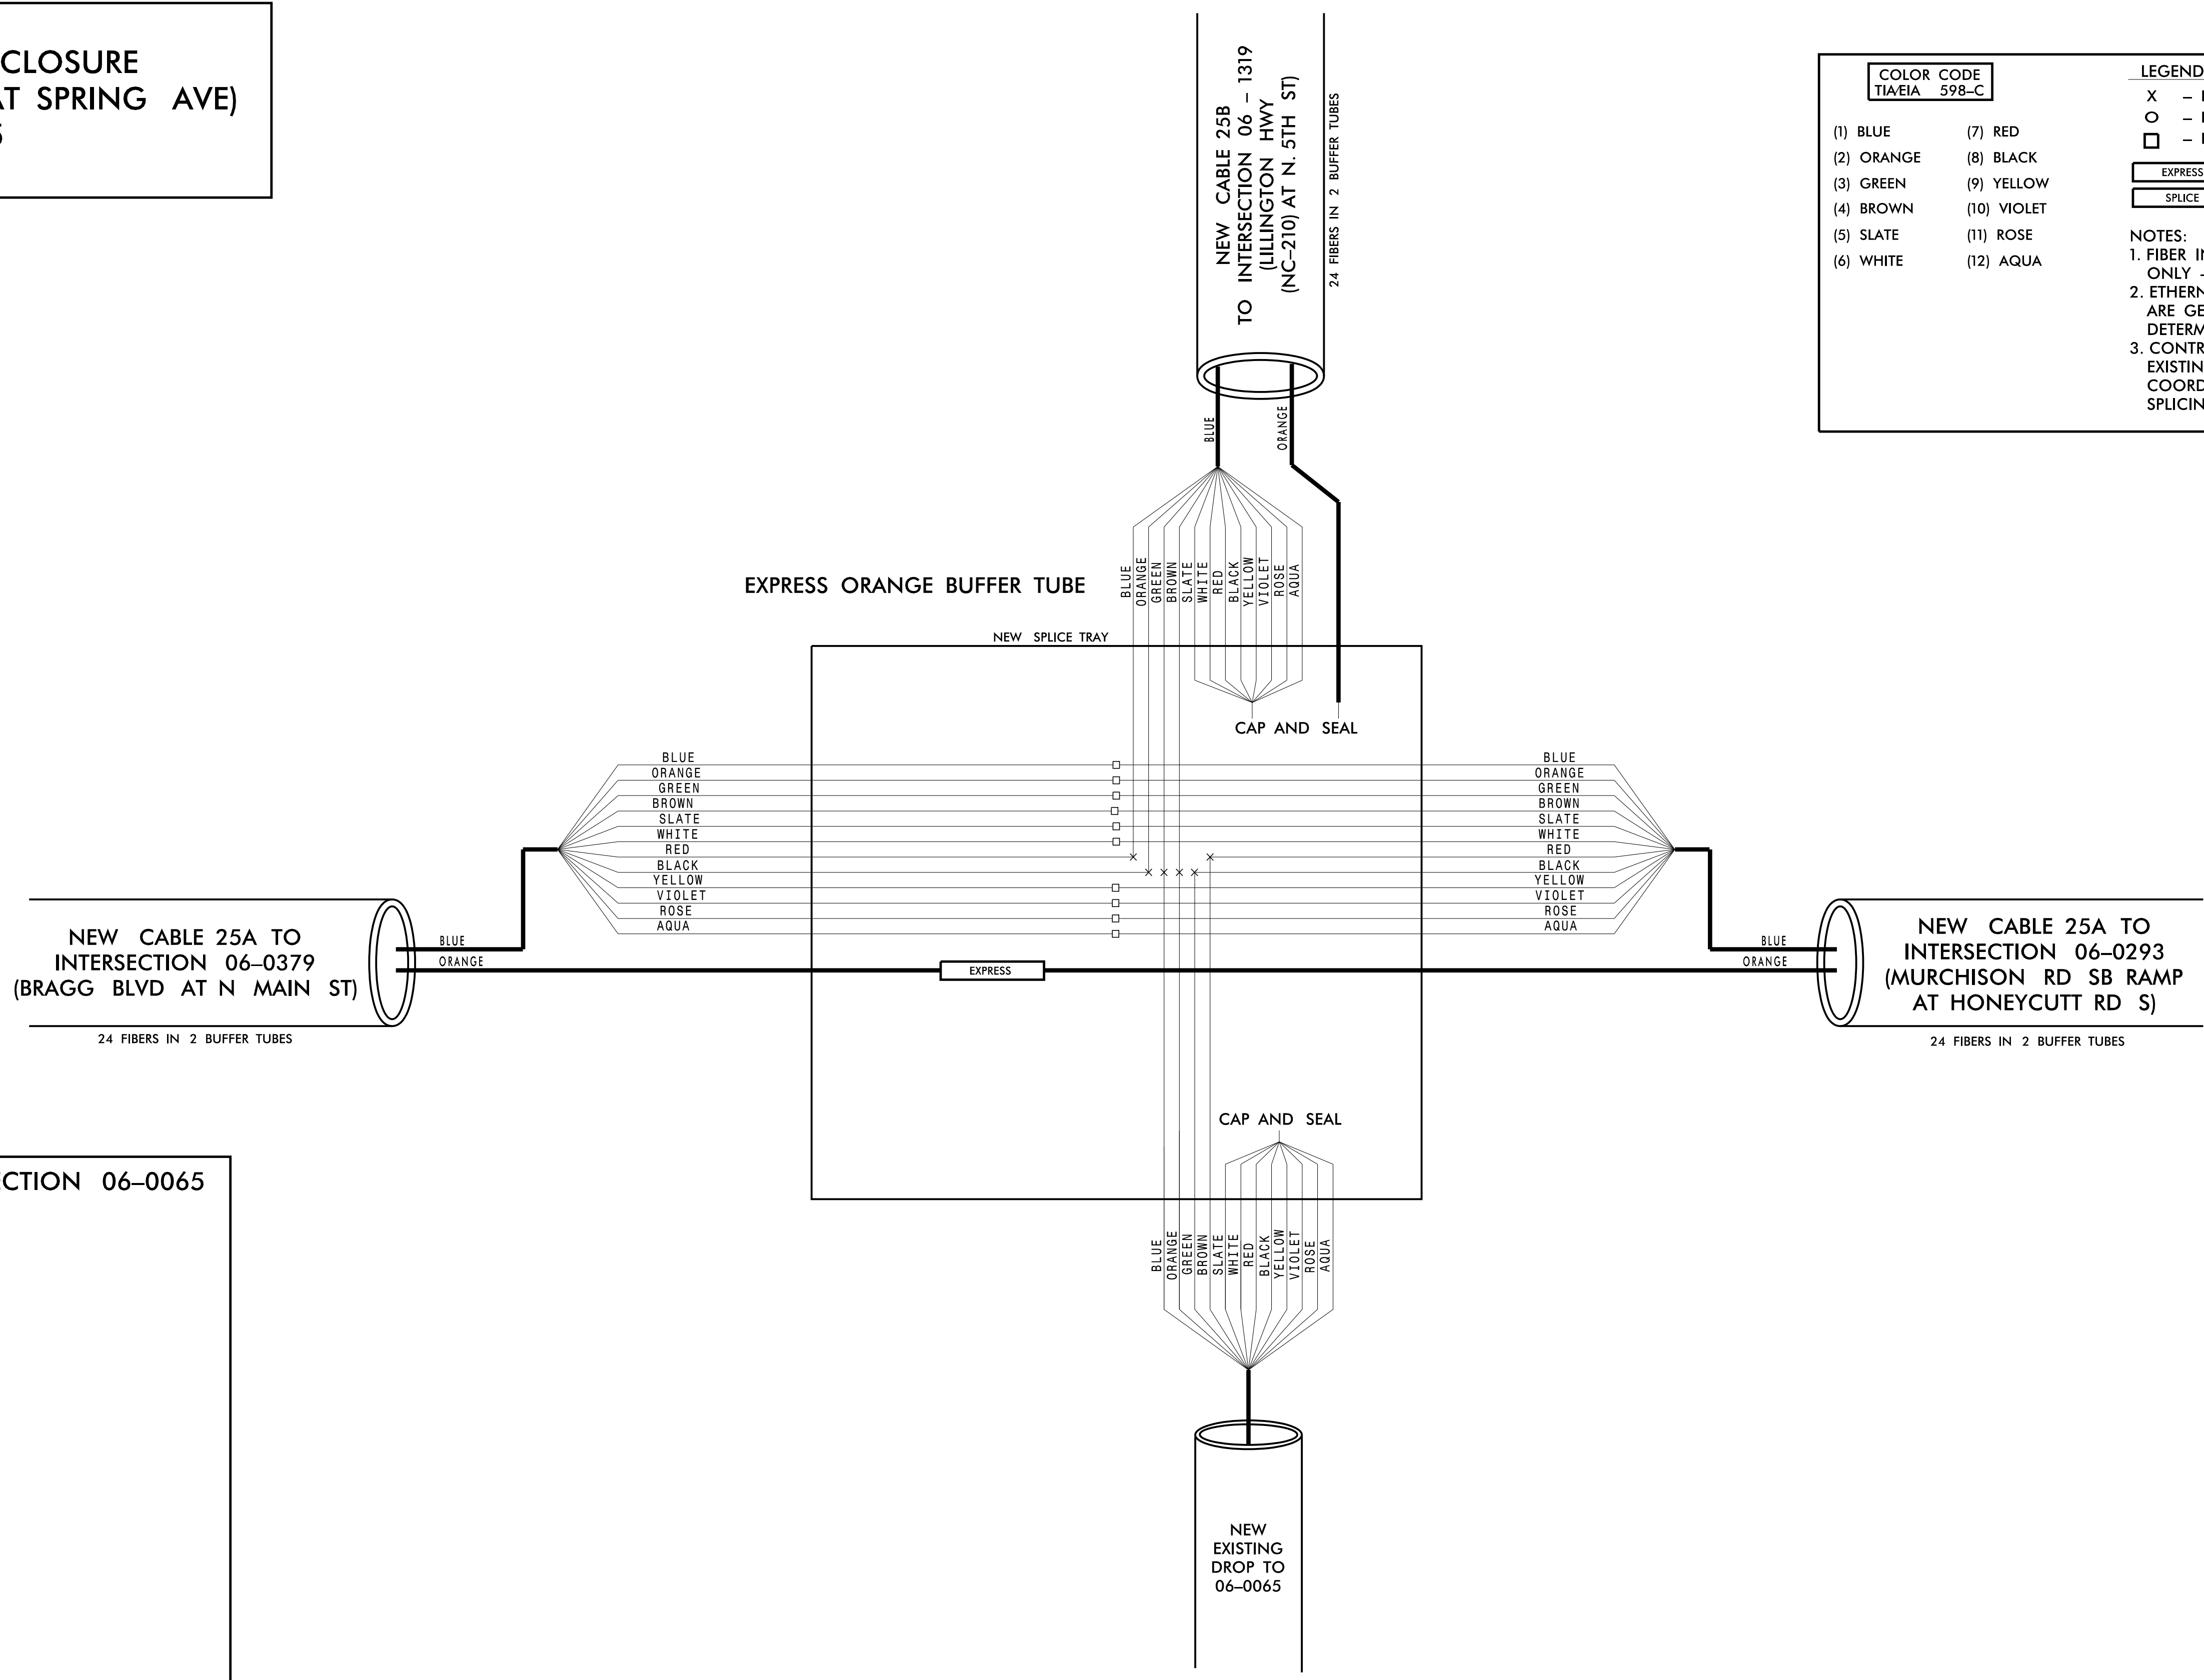 CLOSURE
AT SPRING AVE)
COLOR CODE
TIA/EIA 598–C
(1) BLUE
(2) ORANGE
(3) GREEN
(4) BROWN
(5) SLATE
(6) WHITE
(7) RED
(8) BLACK
(9) YELLOW
(10) VIOLET
(11) ROSE
(12) AQUA
LEGEND
X –
O –
–
EXPRESS
SPLICE
NOTES:
1. FIBER
ONLY
2.
ARE
3.
NEW CABLE 25B
TO INTERSECTION 06 – 1319
(LILLINGTON HWY
(NC–210) AT N. 5TH ST)
24 FIBERS IN 2 BUFFER TUBES
BLUE
ORANGE
BLUE
ORANGE
GREEN
BROWN
SLATE
WHITE
RED
BLACK
YELLOW
VIOLET
ROSE
AQUA
EXPRESS ORANGE BUFFER TUBE
NEW SPLICE TRAY
CAP AND SEAL
BLUE
ORANGE
GREEN
BROWN
SLATE
WHITE
RED
BLACK
YELLOW
VIOLET
ROSE
AQUA
BLUE
ORANGE
GREEN
BROWN
SLATE
WHITE
RED
BLACK
YELLOW
VIOLET
ROSE
AQUA
NEW CABLE 25A TO
INTERSECTION 06–0379
(BRAGG BLVD AT N MAIN ST)
24 FIBERS IN 2 BUFFER TUBES
BLUE
ORANGE
EXPRESS
BLUE
ORANGE
NEW CABLE 25A TO
INTERSECTION 06–0293
(MURCHISON RD SB RAMP
AT HONEYCUTT RD S)
24 FIBERS IN 2 BUFFER TUBES
CAP AND SEAL
06–0065
BLUE
ORANGE
GREEN
BROWN
SLATE
WHITE
RED
BLACK
YELLOW
VIOLET
ROSE
AQUA
NEW
EXISTING
DROP TO
06–0065